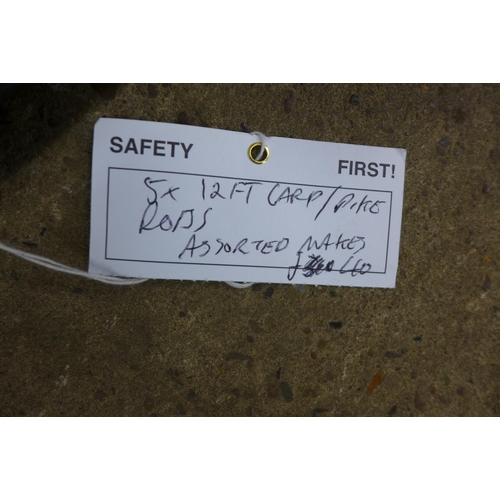 SAFETY FIRST!
5x 12FT CARP/PIKE
RODS
ASSORTED MAKES